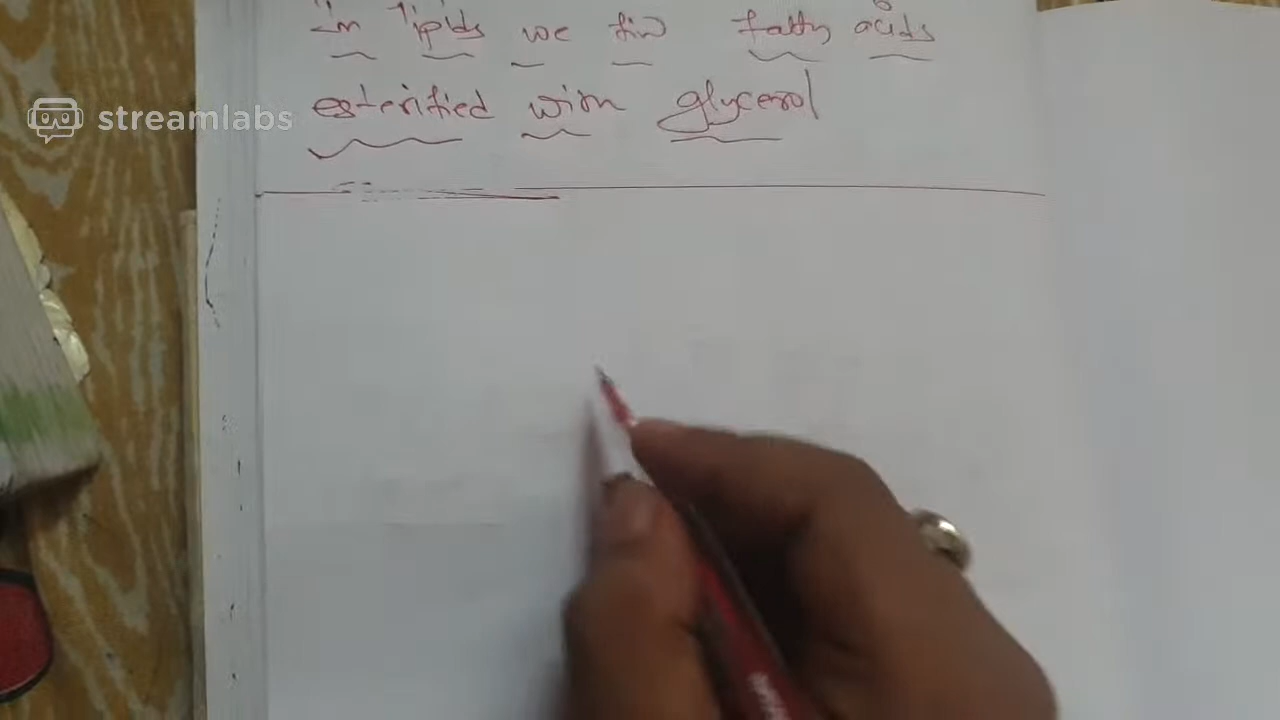 In lipids we find fatty acids
esterified with glycerol
streamlabs